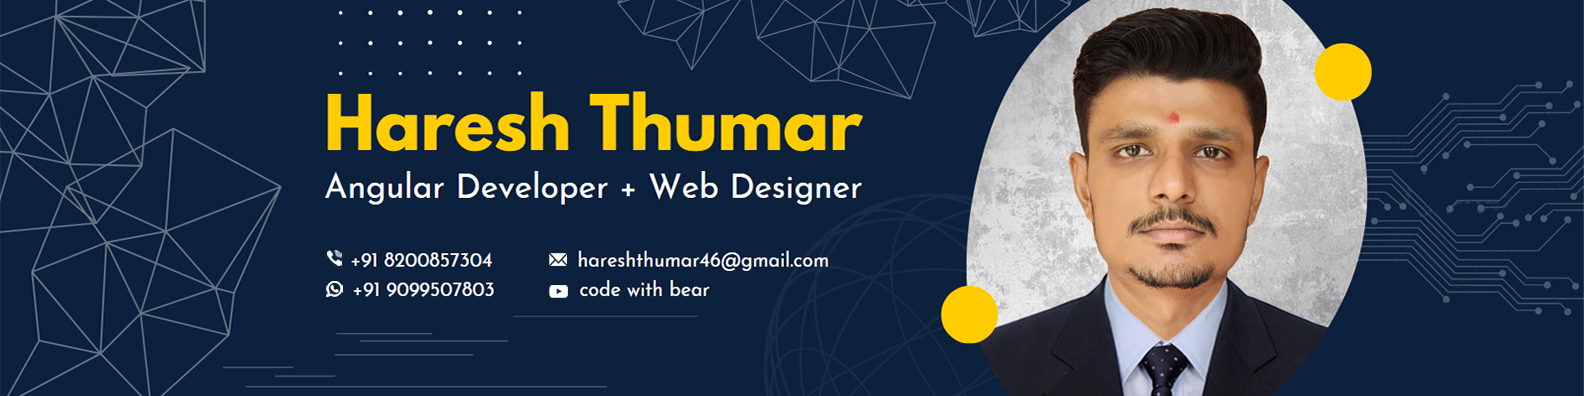 Haresh Thumar
Angular Developer + Web Designer
+91 8200857304
hareshthumar46@gmail.com
+91 9099507803
code with bear